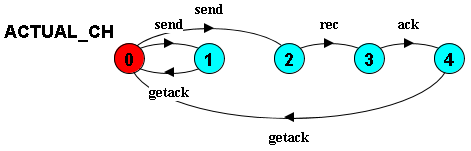 send
send
rec
ack
ACTUAL_CH
0
1
2
3
4
getack
getack